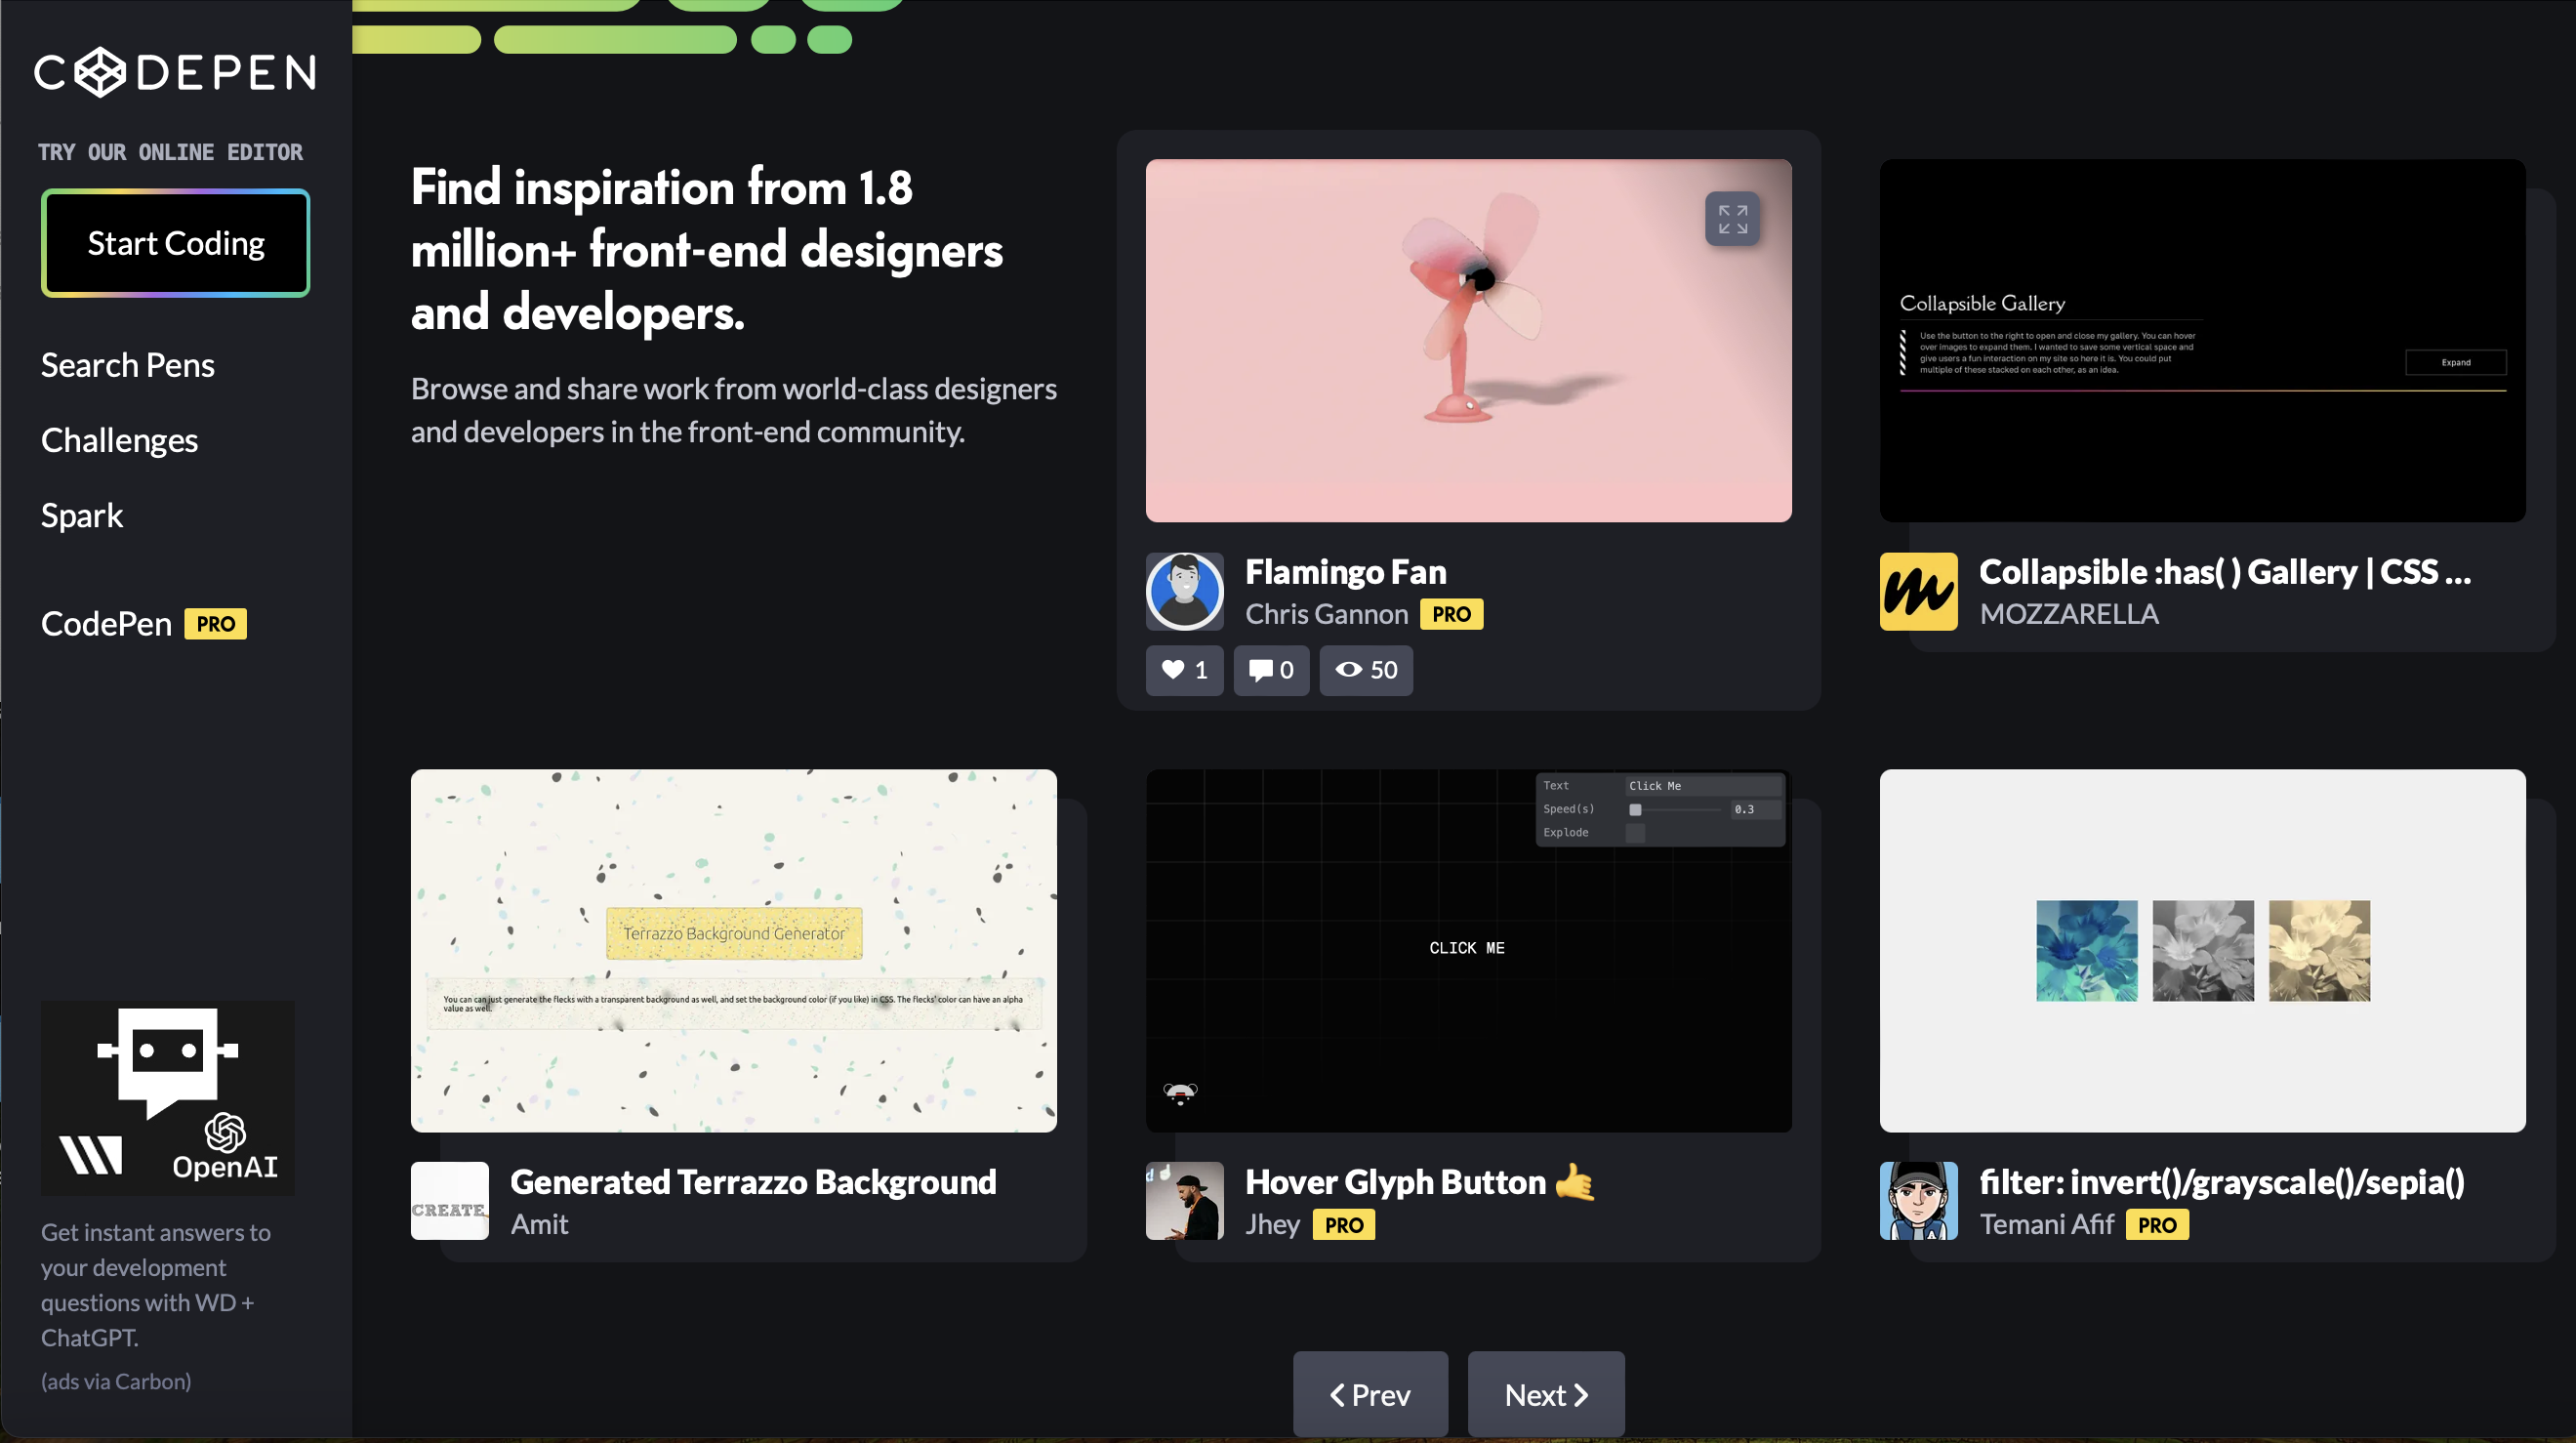 CODEPEN
TRY OUR ONLINE EDITOR
Start Coding
Search Pens
Challenges
Spark
CodePen PRO
OpenAI
Get instant answers to
your development
questions with WD +
ChatGPT.
(ads via Carbon)
Find inspiration from 1.8
million+ front-end designers
and developers.
Browse and share work from world-class designers
and developers in the front-end community.
Flamingo Fan
Chris Gannon PRO
1 0 50
Collapsible Gallery
Use the button to the right to open and close my gallery. You can hover
over images to expand them. I wanted to save some vertical space and
give users a fun interaction on my site so here it is. You could put
multiple of these stacked on each other, as an idea.
Expand
Collapsible :has( ) Gallery | CSS ...
MOZZARELLA
Terrazzo Background Generator
You can can just generate the flecks with a transparent background as well, and set the background color (if you like) in CSS. The flecks' color can have an alpha
value as well.
CREATE
Generated Terrazzo Background
Amit
Text Click Me
Speed(s) 0.3
Explode
CLICK ME
Hover Glyph Button 🤙
Jhey PRO
filter: invert()/grayscale()/sepia()
Temani Afif PRO
Prev
Next